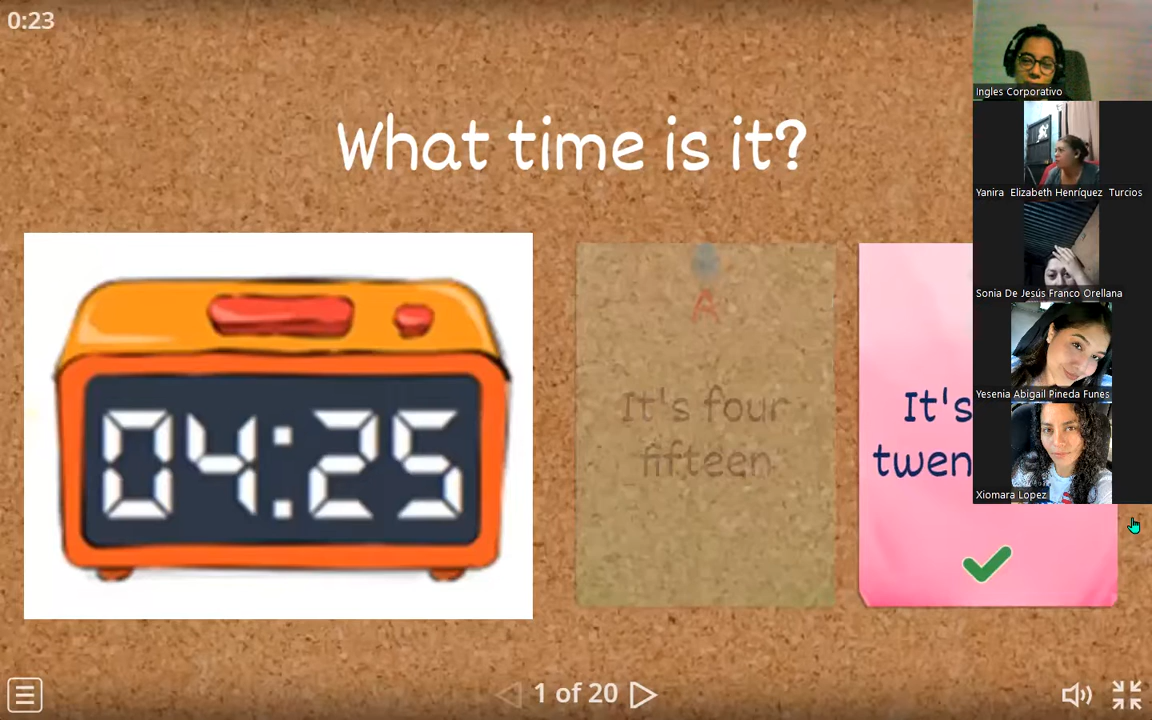 0:23
What time is it?
04:25
A
It's four
fifteen
It's
twen
1 of 20
Ingles Corporativo
Yanira Elizabeth Henríquez Turcios
Sonia De Jesús Franco Orellana
Yesenia Abigail Pineda Funes
Xiomara Lopez